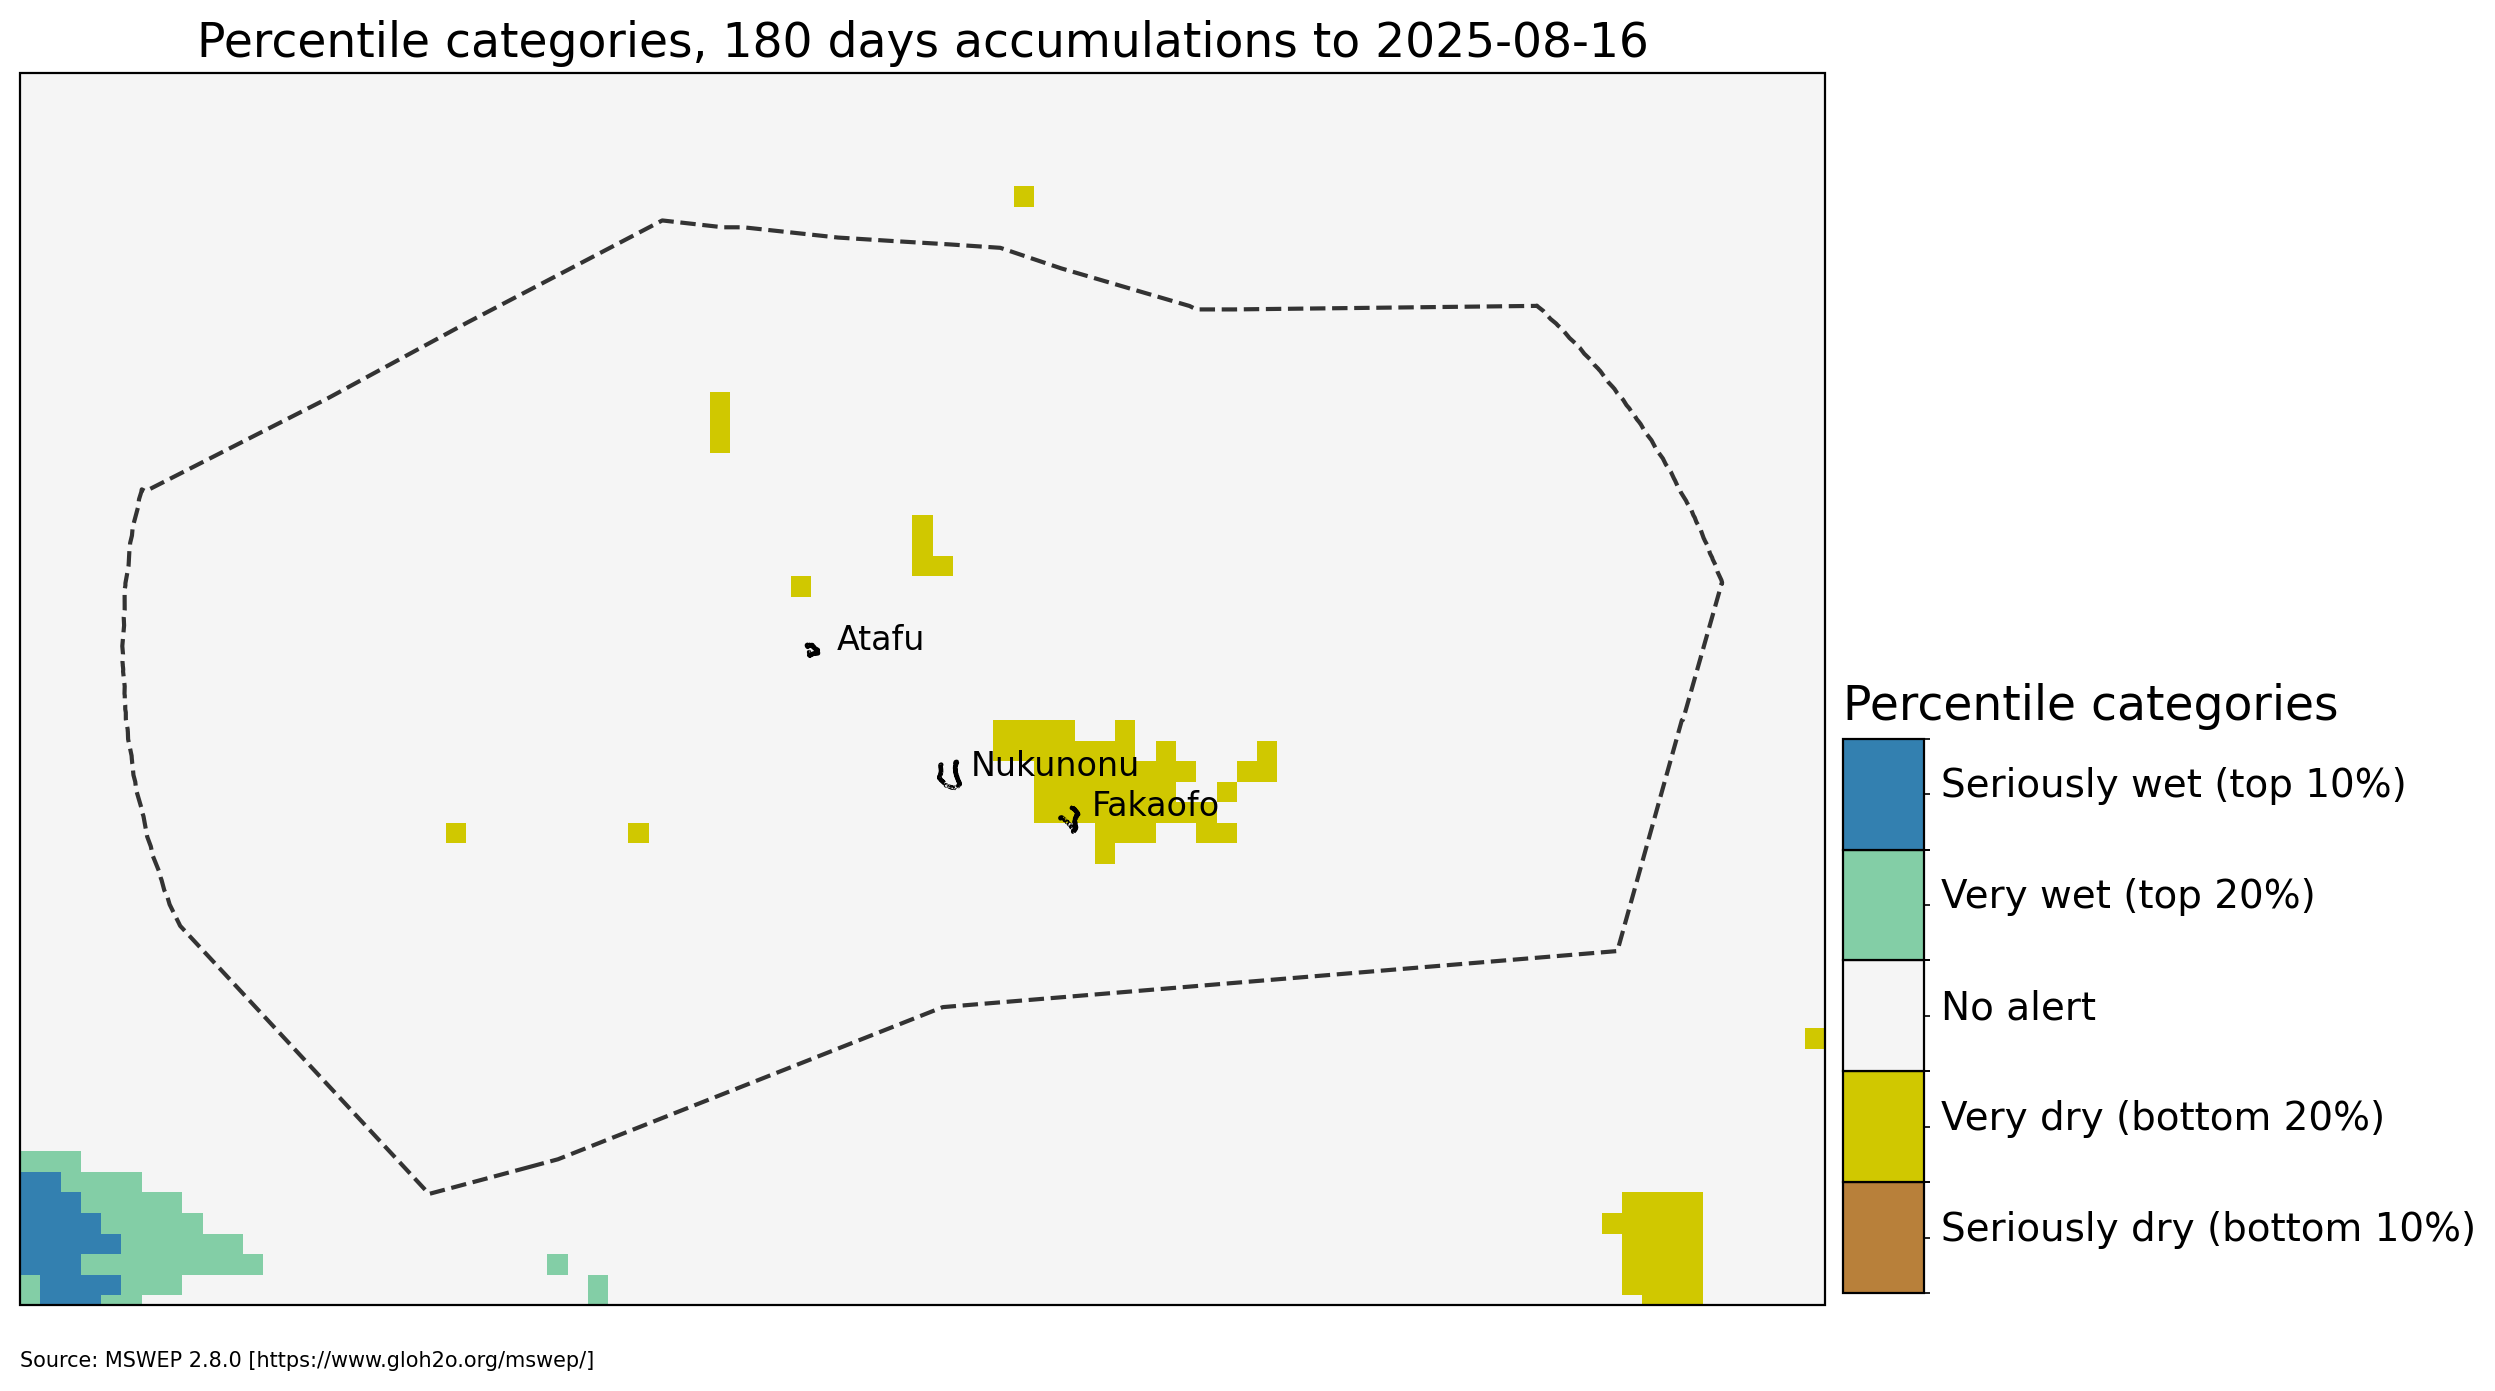 Percentile categories, 180 days accumulations to 2025-08-16
Atafu
Nukunonu
Fakaofo
Percentile categories
Seriously wet (top 10%)
Very wet (top 20%)
No alert
Very dry (bottom 20%)
Seriously dry (bottom 10%)
Source: MSWEP 2.8.0 [https://www.gloh2o.org/mswep/]